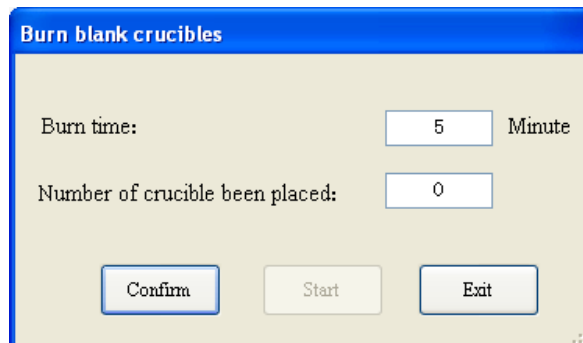 Burn blank crucibles
Burn time: 5 Minute
Number of crucible been placed: 0
Confirm Start Exit